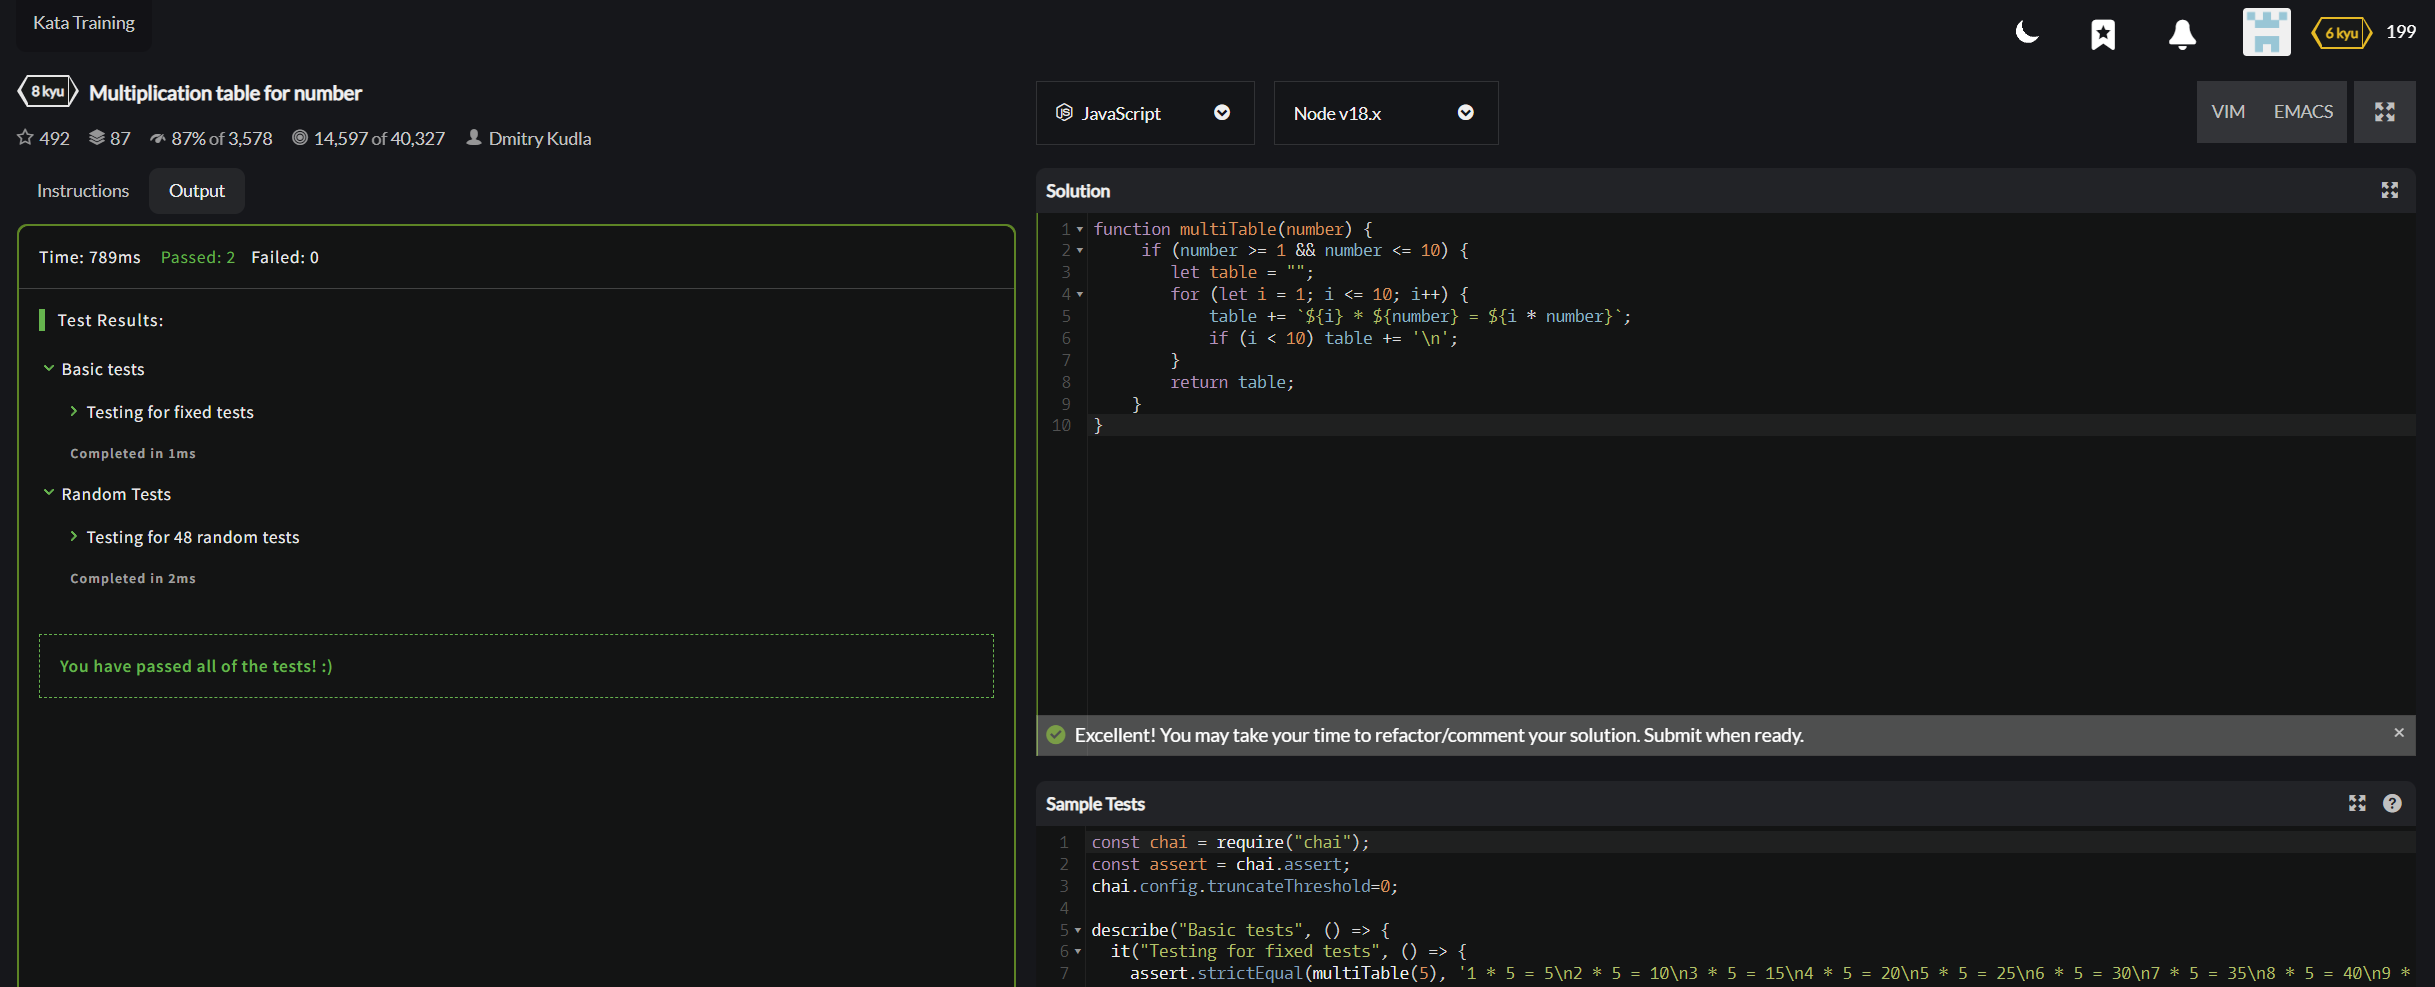 Kata Training
6 kyu 199
8 kyu Multiplication table for number
492 87 87% of 3,578 14,597 of 40,327 Dmitry Kudla
Instructions Output
Time: 789ms Passed: 2 Failed: 0
Test Results:
Basic tests
Testing for fixed tests
Completed in 1ms
Random Tests
Testing for 48 random tests
Completed in 2ms
You have passed all of the tests! :)
JavaScript Node v18.x VIM EMACS
Solution
1 function multiTable(number) {
2      if (number >= 1 && number <= 10) {
3         let table = "";
4         for (let i = 1; i <= 10; i++) {
5             table += `${i} * ${number} = ${i * number}`;
6             if (i < 10) table += '\n';
7         }
8         return table;
9     }
10 }
Excellent! You may take your time to refactor/comment your solution. Submit when ready. ×
Sample Tests ?
1 const chai = require("chai");
2 const assert = chai.assert;
3 chai.config.truncateThreshold=0;
4
5 describe("Basic tests", () => {
6   it("Testing for fixed tests", () => {
7     assert.strictEqual(multiTable(5), '1 * 5 = 5\n2 * 5 = 10\n3 * 5 = 15\n4 * 5 = 20\n5 * 5 = 25\n6 * 5 = 30\n7 * 5 = 35\n8 * 5 = 40\n9 *